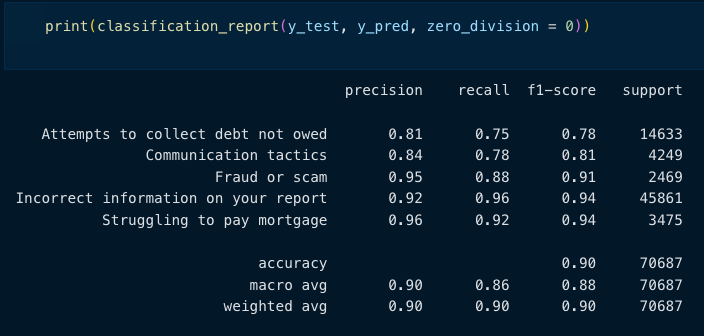 print(classification_report(y_test, y_pred, zero_division = 0))
precision recall f1-score support
Attempts to collect debt not owed 0.81 0.75 0.78 14633
Communication tactics 0.84 0.78 0.81 4249
Fraud or scam 0.95 0.88 0.91 2469
Incorrect information on your report 0.92 0.96 0.94 45861
Struggling to pay mortgage 0.96 0.92 0.94 3475
accuracy 0.90 70687
macro avg 0.90 0.86 0.88 70687
weighted avg 0.90 0.90 0.90 70687